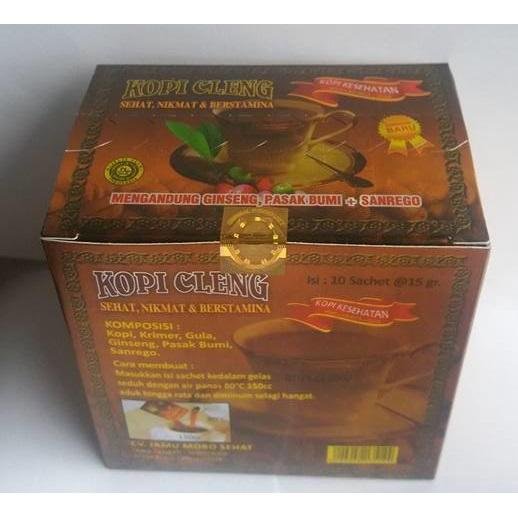 KOPI CLENG
SEHAT, NIKMAT & BERSTAMINA
KOPI KESEHATAN
BARU
MENGANDUNG GINSENG, PASAK BUMI + SANREGO
KOPI CLENG
SEHAT, NIKMAT & BERSTAMINA
Isi : 10 Sachet @15 gr.
KOPI KESEHATAN
KOMPOSISI :
Kopi, Krimer, Gula,
Ginseng, Pasak Bumi,
Sanrego.
Cara membuat :
Masukkan isi sachet kedalam gelas
seduh dengan air panas 80°C 150cc
aduk hingga rata dan diminum selagi hangat.
CV. JAMU MORO SEHAT